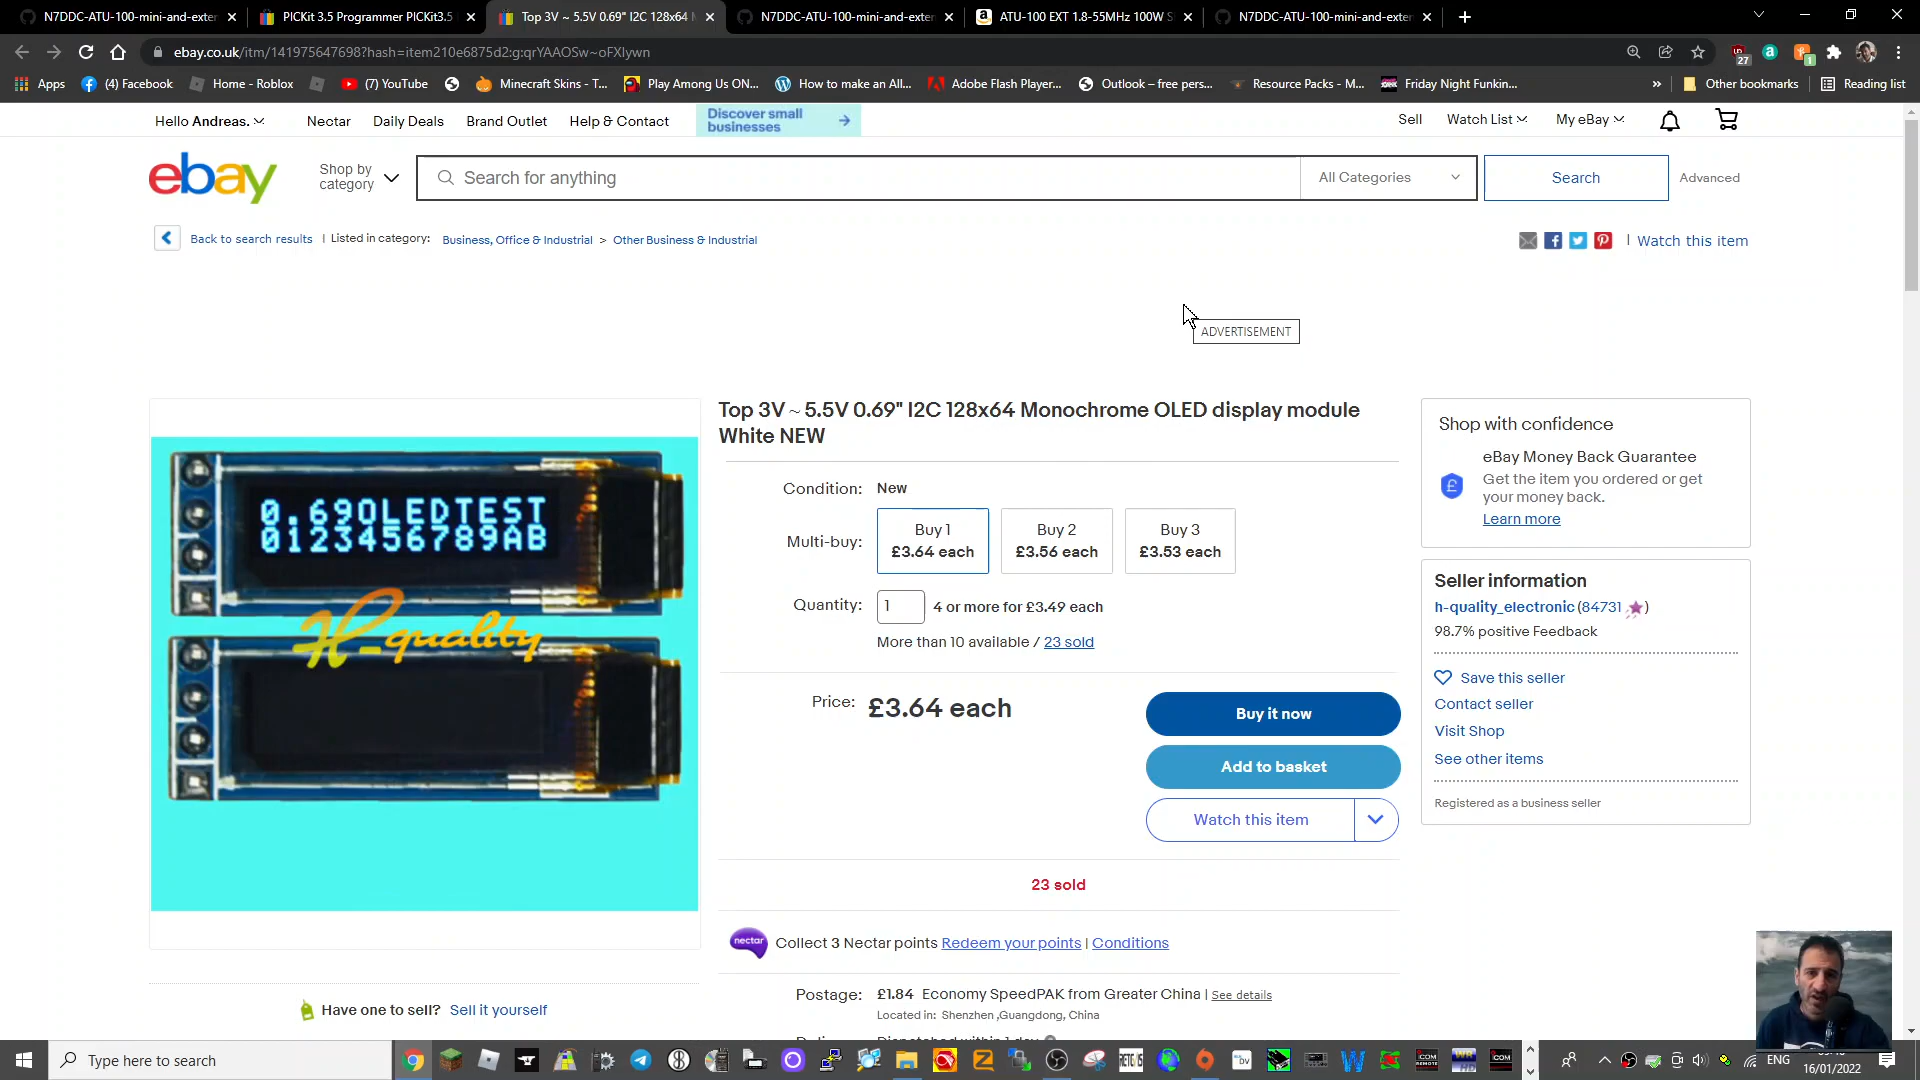 N7DDC-ATU-100-mini-and-exter
PICKit 3.5 Programmer PICKit3.5
Top 3V ~ 5.5V 0.69" I2C 128x64 M
N7DDC-ATU-100-mini-and-exter
ATU-100 EXT 1.8-55MHz 100W S
N7DDC-ATU-100-mini-and-exter
ebay.co.uk/itm/141975647698?hash=item210e6875d2:g:qrYAAOSw~oFXIywn
27
1
Apps
(4) Facebook
Home - Roblox
(7) YouTube
Minecraft Skins - T...
Play Among Us ON...
How to make an All...
Adobe Flash Player...
Outlook – free pers...
Resource Packs - M...
Friday Night Funkin...
»
Other bookmarks
Reading list
Hello Andreas.
Nectar
Daily Deals
Brand Outlet
Help & Contact
Discover small
businesses
Sell
Watch List
My eBay
ebay
Shop by
category
Search for anything
All Categories
Search
Advanced
Back to search results | Listed in category: Business, Office & Industrial > Other Business & Industrial
| Watch this item
ADVERTISEMENT
Top 3V ~ 5.5V 0.69" I2C 128x64 Monochrome OLED display module
White NEW
0.69OLEDTEST
0123456789AB
H-quality
Condition: New
Multi-buy:
Buy 1
£3.64 each
Buy 2
£3.56 each
Buy 3
£3.53 each
Quantity: 1 4 or more for £3.49 each
More than 10 available / 23 sold
Price: £3.64 each
Buy it now
Add to basket
Watch this item
23 sold
nectar
Collect 3 Nectar points Redeem your points | Conditions
Postage: £1.84 Economy SpeedPAK from Greater China | See details
Located in: Shenzhen ,Guangdong, China
Have one to sell? Sell it yourself
Shop with confidence
eBay Money Back Guarantee
Get the item you ordered or get
your money back.
Learn more
Seller information
h-quality_electronic (84731 )
98.7% positive Feedback
Save this seller
Contact seller
Visit Shop
See other items
Registered as a business seller
Type here to search
ENG
16/01/2022